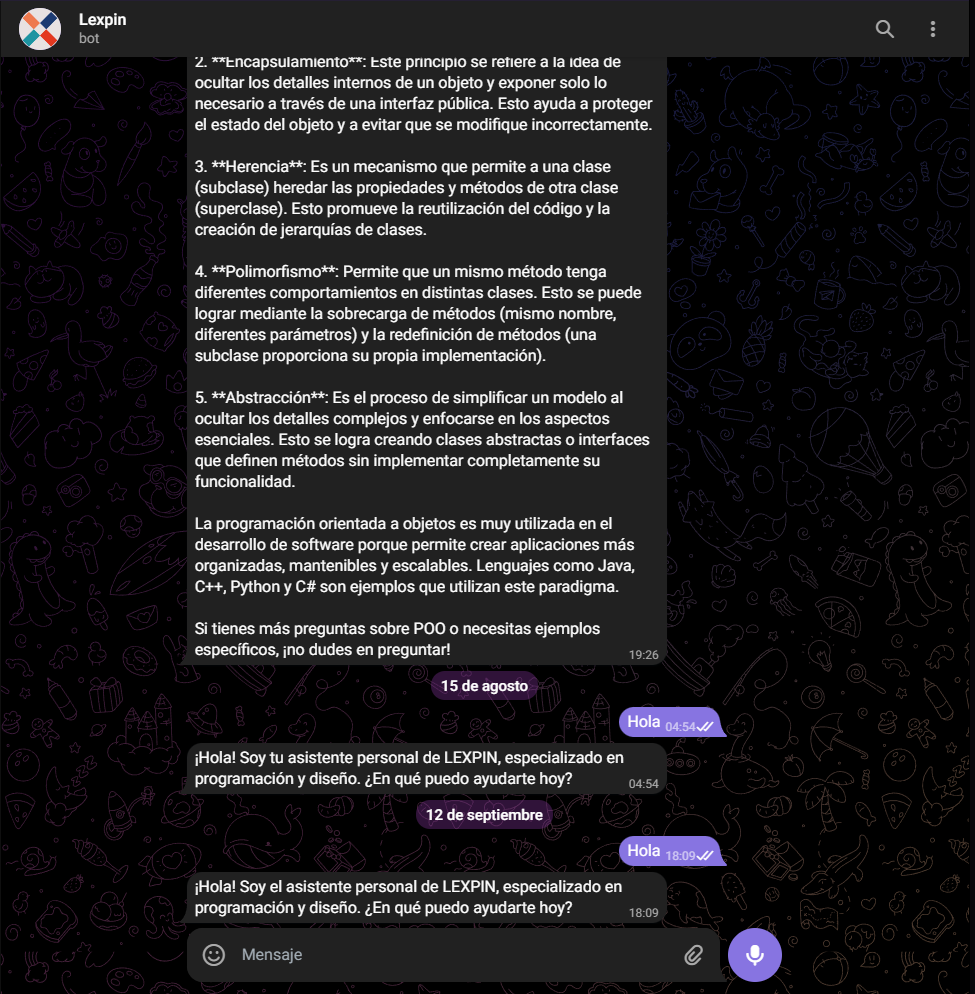 Lexpin
bot
2. **Encapsulamiento**: Este principio se refiere a la idea de
ocultar los detalles internos de un objeto y exponer solo lo
necesario a través de una interfaz pública. Esto ayuda a proteger
el estado del objeto y a evitar que se modifique incorrectamente.
3. **Herencia**: Es un mecanismo que permite a una clase
(subclase) heredar las propiedades y métodos de otra clase
(superclase). Esto promueve la reutilización del código y la
creación de jerarquías de clases.
4. **Polimorfismo**: Permite que un mismo método tenga
diferentes comportamientos en distintas clases. Esto se puede
lograr mediante la sobrecarga de métodos (mismo nombre,
diferentes parámetros) y la redefinición de métodos (una
subclase proporciona su propia implementación).
5. **Abstracción**: Es el proceso de simplificar un modelo al
ocultar los detalles complejos y enfocarse en los aspectos
esenciales. Esto se logra creando clases abstractas o interfaces
que definen métodos sin implementar completamente su
funcionalidad.
La programación orientada a objetos es muy utilizada en el
desarrollo de software porque permite crear aplicaciones más
organizadas, mantenibles y escalables. Lenguajes como Java,
C++, Python y C# son ejemplos que utilizan este paradigma.
Si tienes más preguntas sobre POO o necesitas ejemplos
específicos, ¡no dudes en preguntar!
19:26
15 de agosto
Hola 04:54
¡Hola! Soy tu asistente personal de LEXPIN, especializado en
programación y diseño. ¿En qué puedo ayudarte hoy?
04:54
12 de septiembre
Hola 18:09
¡Hola! Soy el asistente personal de LEXPIN, especializado en
programación y diseño. ¿En qué puedo ayudarte hoy?
18:09
Mensaje